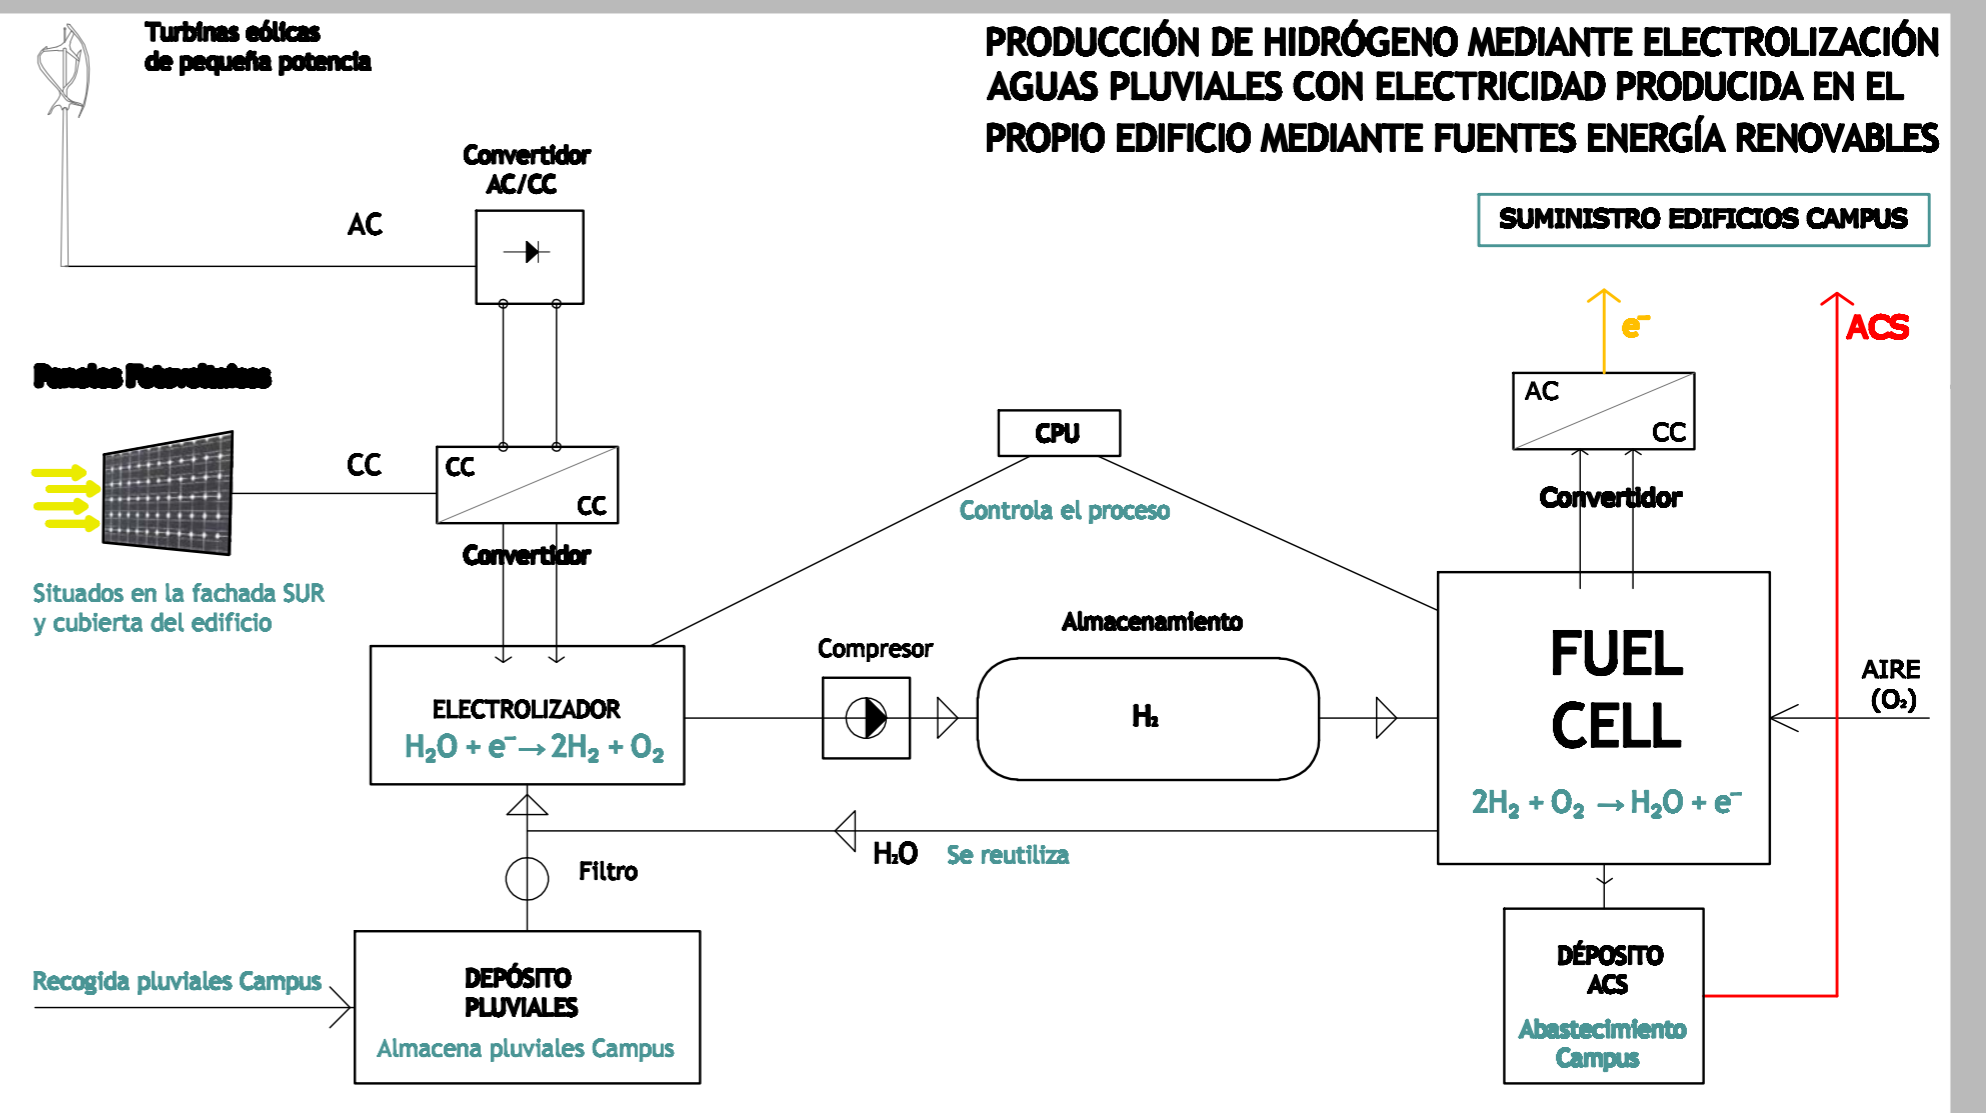 Turbinas eólicas
de pequeña potencia
PRODUCCIÓN DE HIDRÓGENO MEDIANTE ELECTROLIZACIÓN
AGUAS PLUVIALES CON ELECTRICIDAD PRODUCIDA EN EL
PROPIO EDIFICIO MEDIANTE FUENTES ENERGÍA RENOVABLES
Convertidor
AC/CC
AC
SUMINISTRO EDIFICIOS CAMPUS
e⁻
ACS
Paneles Fotovoltaicos
AC
CC
CPU
CC
CC
CC
Convertidor
Controla el proceso
Convertidor
Situados en la fachada SUR
y cubierta del edificio
Almacenamiento
Compresor
FUEL
CELL
AIRE
(O₂)
ELECTROLIZADOR
H₂O + e⁻→ 2H₂ + O₂
H₂
2H₂ + O₂ → H₂O + e⁻
H₂O Se reutiliza
Filtro
DÉPOSITO
ACS
Abastecimiento
Campus
Recogida pluviales Campus
DEPÓSITO
PLUVIALES
Almacena pluviales Campus